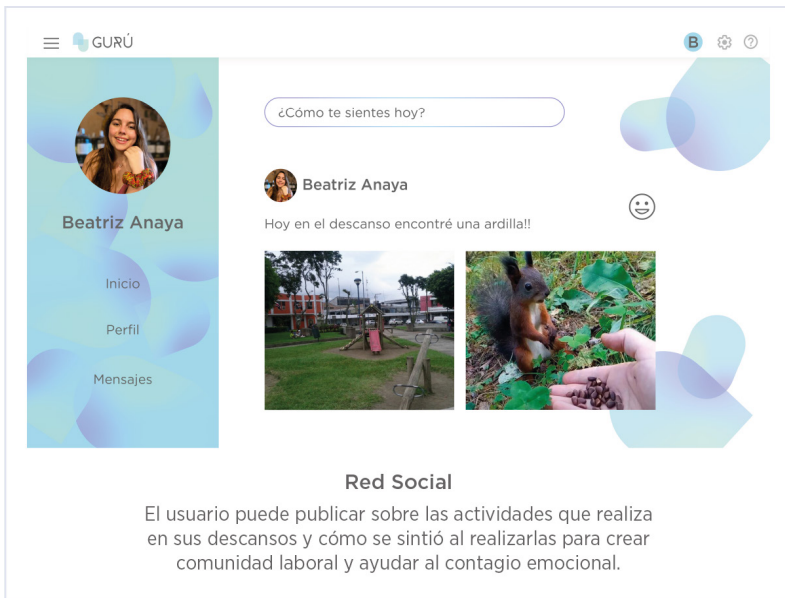 GURÚ
B
?
¿Cómo te sientes hoy?
Beatriz Anaya
Inicio
Perfil
Mensajes
Beatriz Anaya
Hoy en el descanso encontré una ardilla!!
Red Social
El usuario puede publicar sobre las actividades que realiza
en sus descansos y cómo se sintió al realizarlas para crear
comunidad laboral y ayudar al contagio emocional.